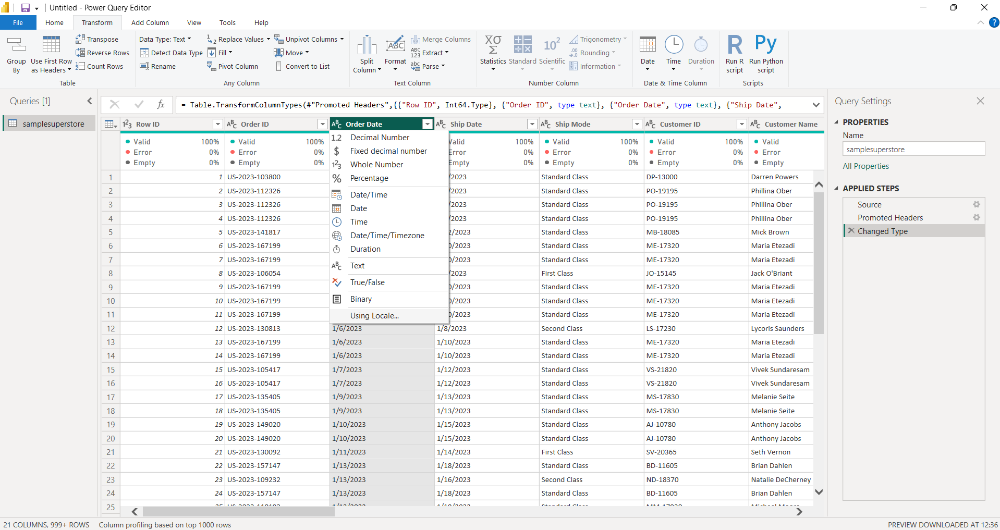 Untitled - Power Query Editor
File Home Transform Add Column View Tools Help
Group By
Use First Row as Headers
Transpose
Reverse Rows
Count Rows
Table
Data Type: Text
Detect Data Type
Rename
Replace Values
Fill
Pivot Column
Unpivot Columns
Move
Convert to List
Any Column
Split Column
Format
Merge Columns
Extract
Parse
Text Column
Statistics
Standard
Scientific
Trigonometry
Rounding
Information
Number Column
Date
Time
Duration
Date & Time Column
Run R script
Run Python script
Scripts
Queries [1]
samplesuperstore
= Table.TransformColumnTypes(#"Promoted Headers",{{"Row ID", Int64.Type}, {"Order ID", type text}, {"Order Date", type text}, {"Ship Date",
Row ID Order ID Order Date Ship Date Ship Mode Customer ID Customer Name
Valid 100% Valid 100% Valid 100% Valid 100% Valid 100% Valid
Error 0% Error 0% Error 0% Error 0% Error 0% Error
Empty 0% Empty 0% Empty 0% Empty 0% Empty 0% Empty
1.2 Decimal Number
$ Fixed decimal number
123 Whole Number
% Percentage
Date/Time
Date
Time
Date/Time/Timezone
Duration
ABC Text
True/False
Binary
Using Locale...
1 1 US-2023-103800 /2023 Standard Class DP-13000 Darren Powers
2 2 US-2023-112326 /2023 Standard Class PO-19195 Phillina Ober
3 3 US-2023-112326 /2023 Standard Class PO-19195 Phillina Ober
4 4 US-2023-112326 /2023 Standard Class PO-19195 Phillina Ober
5 5 US-2023-141817 2/2023 Standard Class MB-18085 Mick Brown
6 6 US-2023-167199 0/2023 Standard Class ME-17320 Maria Etezadi
7 7 US-2023-167199 0/2023 Standard Class ME-17320 Maria Etezadi
8 8 US-2023-106054 /2023 First Class JO-15145 Jack O'Briant
9 9 US-2023-167199 0/2023 Standard Class ME-17320 Maria Etezadi
10 10 US-2023-167199 0/2023 Standard Class ME-17320 Maria Etezadi
11 11 US-2023-167199 0/2023 Standard Class ME-17320 Maria Etezadi
12 12 US-2023-130813 1/6/2023 1/8/2023 Second Class LS-17230 Lycoris Saunders
13 13 US-2023-167199 1/6/2023 1/10/2023 Standard Class ME-17320 Maria Etezadi
14 14 US-2023-167199 1/6/2023 1/10/2023 Standard Class ME-17320 Maria Etezadi
15 15 US-2023-105417 1/7/2023 1/12/2023 Standard Class VS-21820 Vivek Sundaresam
16 16 US-2023-105417 1/7/2023 1/12/2023 Standard Class VS-21820 Vivek Sundaresam
17 17 US-2023-135405 1/9/2023 1/13/2023 Standard Class MS-17830 Melanie Seite
18 18 US-2023-135405 1/9/2023 1/13/2023 Standard Class MS-17830 Melanie Seite
19 19 US-2023-149020 1/10/2023 1/15/2023 Standard Class AJ-10780 Anthony Jacobs
20 20 US-2023-149020 1/10/2023 1/15/2023 Standard Class AJ-10780 Anthony Jacobs
21 21 US-2023-130092 1/11/2023 1/14/2023 First Class SV-20365 Seth Vernon
22 22 US-2023-157147 1/13/2023 1/18/2023 Standard Class BD-11605 Brian Dahlen
23 23 US-2023-109232 1/13/2023 1/16/2023 Second Class ND-18370 Natalie DeCherney
24 24 US-2023-157147 1/13/2023 1/18/2023 Standard Class BD-11605 Brian Dahlen
25
Query Settings
PROPERTIES
Name
samplesuperstore
All Properties
APPLIED STEPS
Source
Promoted Headers
Changed Type
21 COLUMNS, 999+ ROWS Column profiling based on top 1000 rows PREVIEW DOWNLOADED AT 12:36